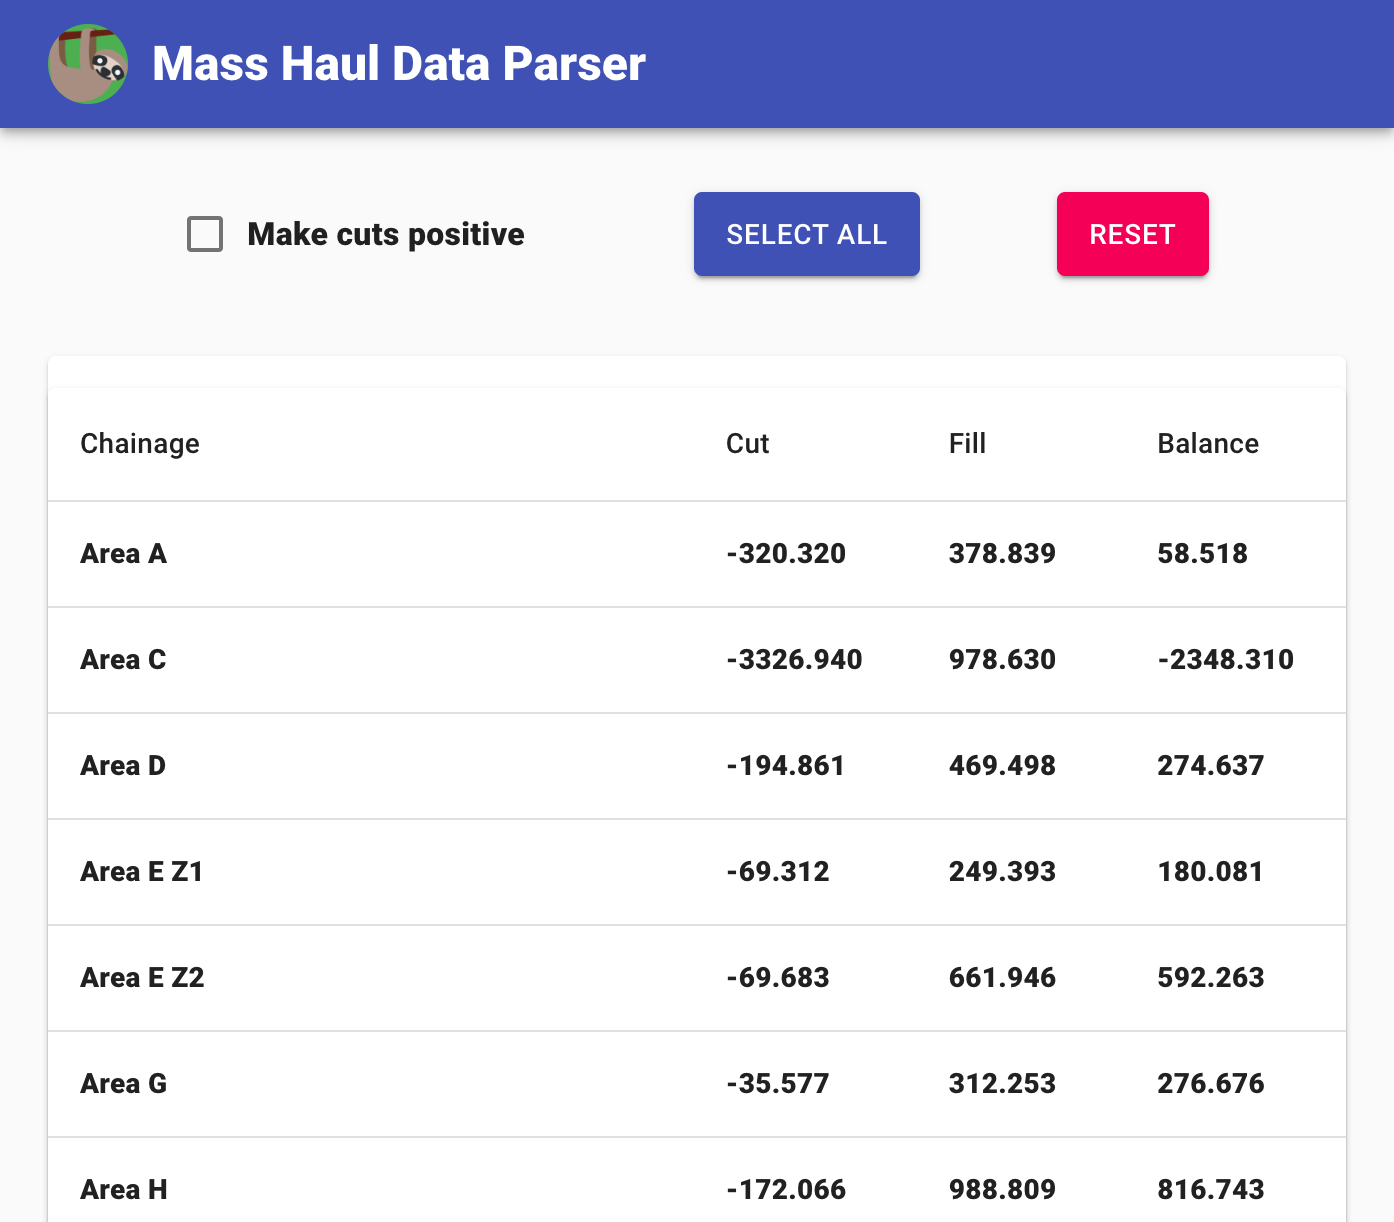 Mass Haul Data Parser
Make cuts positive SELECT ALL RESET
Chainage Cut Fill Balance
Area A -320.320 378.839 58.518
Area C -3326.940 978.630 -2348.310
Area D -194.861 469.498 274.637
Area E Z1 -69.312 249.393 180.081
Area E Z2 -69.683 661.946 592.263
Area G -35.577 312.253 276.676
Area H -172.066 988.809 816.743